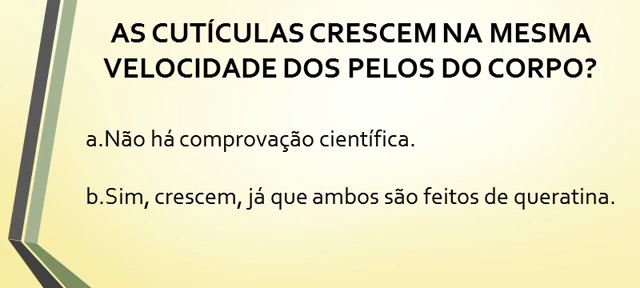 AS CUTÍCULAS CRESCEM NA MESMA
VELOCIDADE DOS PELOS DO CORPO?
a.Não há comprovação científica.
b.Sim, crescem, já que ambos são feitos de queratina.